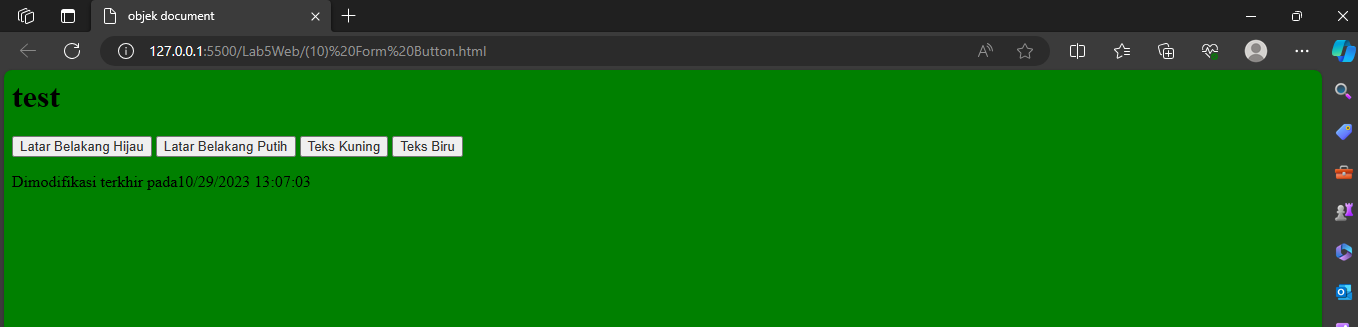 objek document
127.0.0.1:5500/Lab5Web/(10)%20Form%20Button.html
test
Latar Belakang Hijau Latar Belakang Putih Teks Kuning Teks Biru
Dimodifikasi terkhir pada10/29/2023 13:07:03